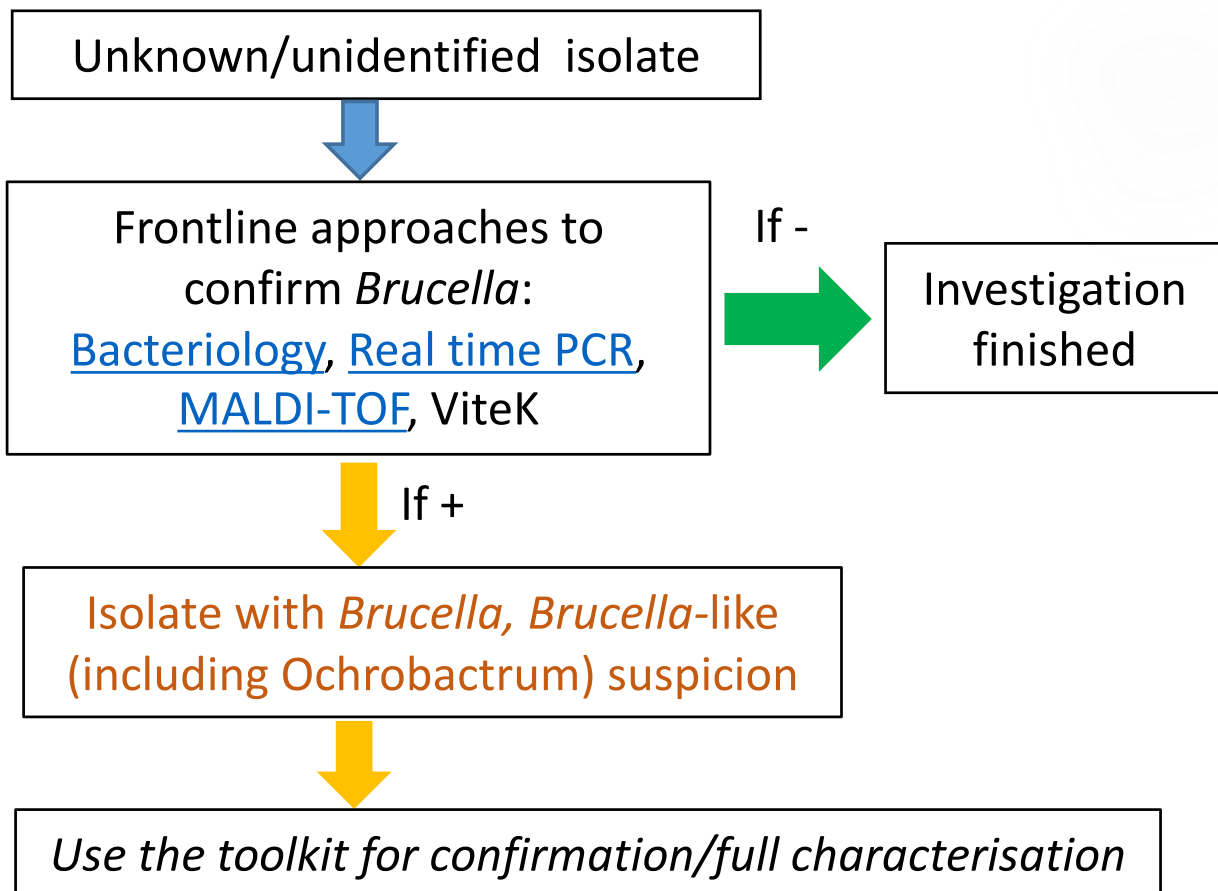 Unknown/unidentified isolate
Frontline approaches to
confirm Brucella:
Bacteriology, Real time PCR,
MALDI-TOF, ViteK
If -
Investigation
finished
If +
Isolate with Brucella, Brucella-like
(including Ochrobactrum) suspicion
Use the toolkit for confirmation/full characterisation